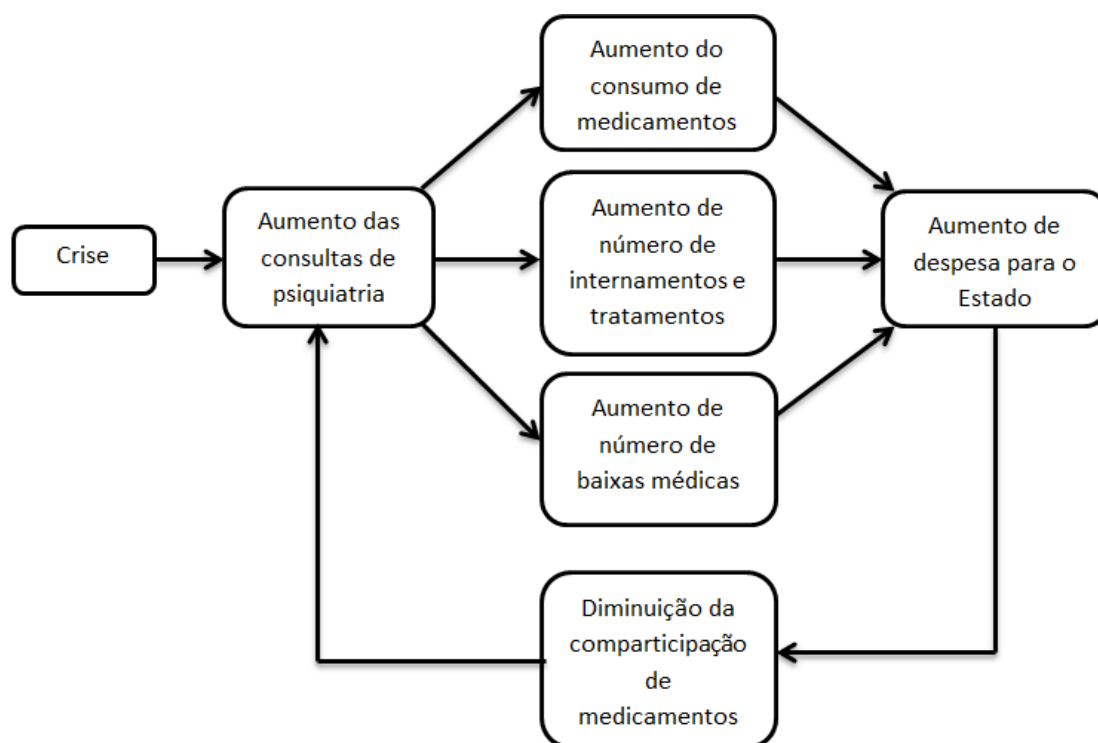 Crise
Aumento das
consultas de
psiquiatria
Aumento do
consumo de
medicamentos
Aumento de
número de
internamentos e
tratamentos
Aumento de
número de
baixas médicas
Aumento de
despesa para o
Estado
Diminuição da
comparticipação
de
medicamentos